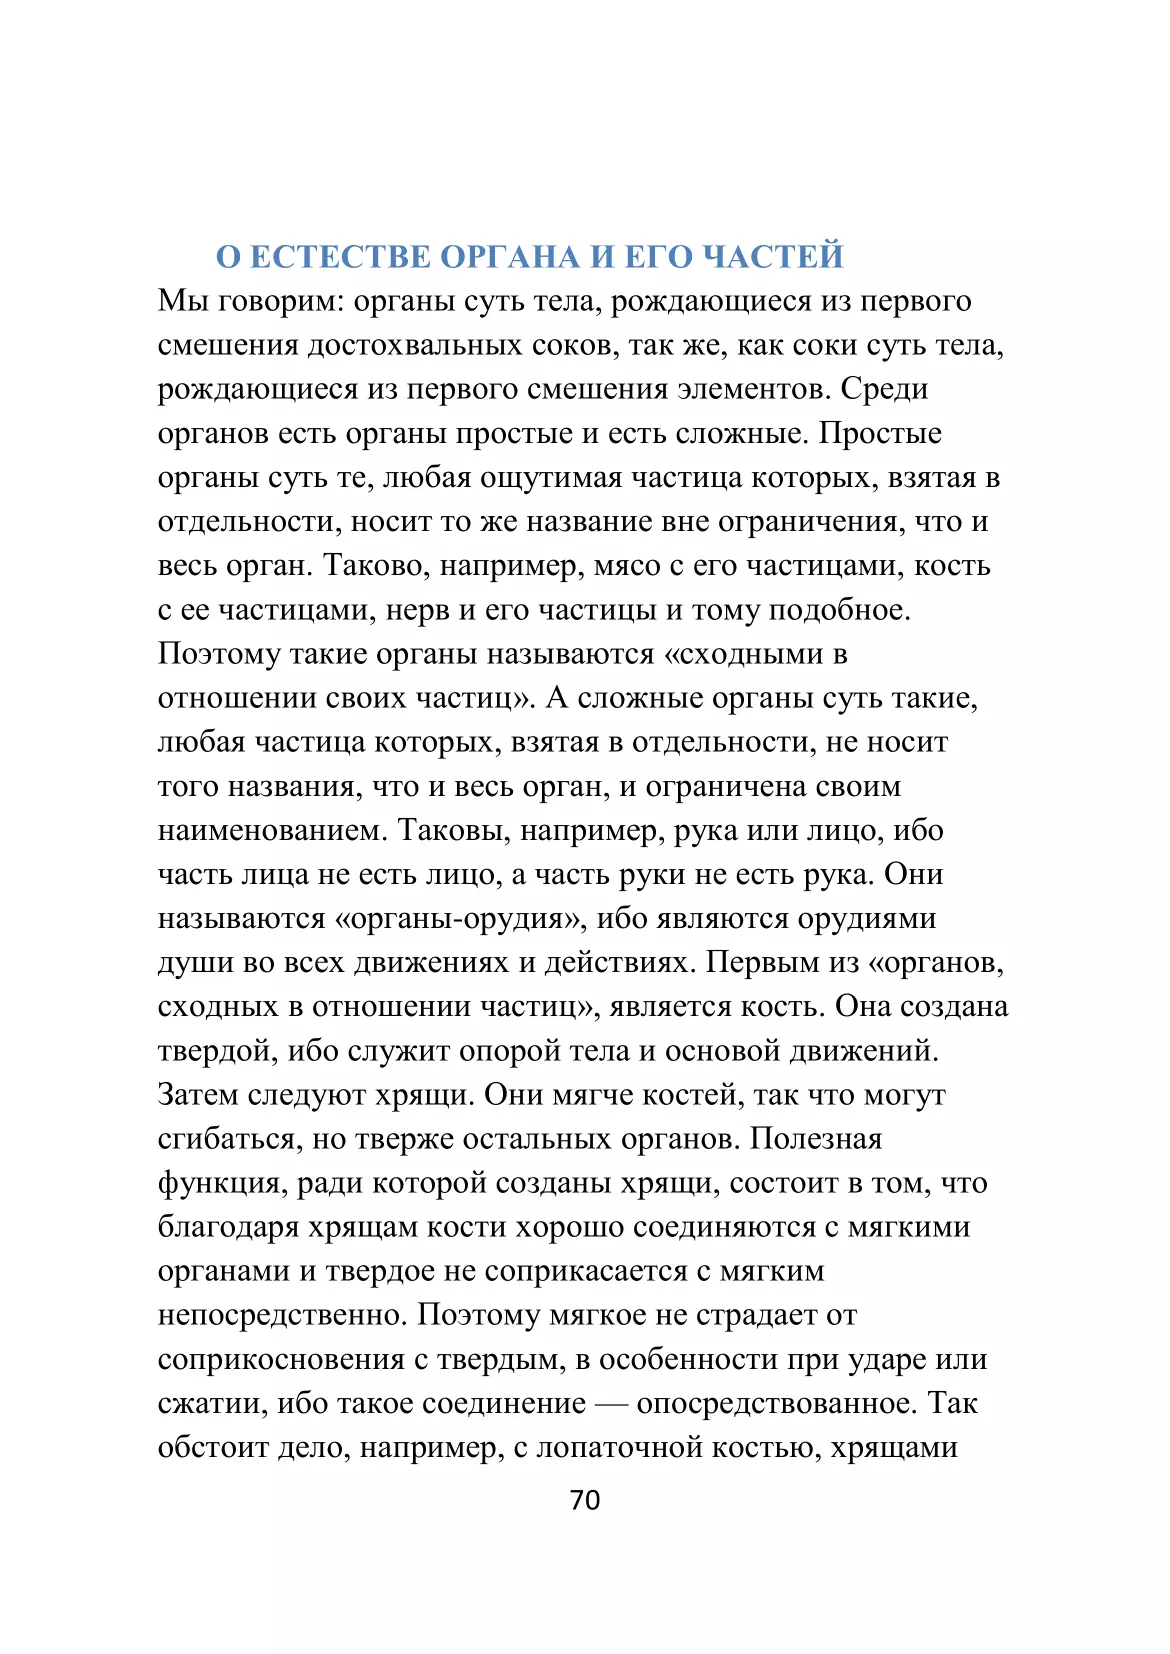 О ЕСТЕСТВЕ ОРГАНА И ЕГО ЧАСТЕЙ
Мы говорим: органы суть тела, рождающиеся из первого
смешения достохвальных соков, так же, как соки суть тела,
рождающиеся из первого смешения элементов. Среди
органов есть органы простые и есть сложные. Простые
органы суть те, любая ощутимая частица которых, взятая в
отдельности, носит то же название вне ограничения, что и
весь орган. Таково, например, мясо с его частицами, кость
с ее частицами, нерв и его частицы и тому подобное.
Поэтому такие органы называются «сходными в
отношении своих частиц». А сложные органы суть такие,
любая частица которых, взятая в отдельности, не носит
того названия, что и весь орган, и ограничена своим
наименованием. Таковы, например, рука или лицо, ибо
часть лица не есть лицо, а часть руки не есть рука. Они
называются «органы-орудия», ибо являются орудиями
души во всех движениях и действиях. Первым из «органов,
сходных в отношении частиц», является кость. Она создана
твердой, ибо служит опорой тела и основой движений.
Затем следуют хрящи. Они мягче костей, так что могут
сгибаться, но тверже остальных органов. Полезная
функция, ради которой созданы хрящи, состоит в том, что
благодаря хрящам кости хорошо соединяются с мягкими
органами и твердое не соприкасается с мягким
непосредственно. Поэтому мягкое не страдает от
соприкосновения с твердым, в особенности при ударе или
сжатии, ибо такое соединение — опосредствованное. Так
обстоит дело, например, с лопаточной костью, хрящами
70